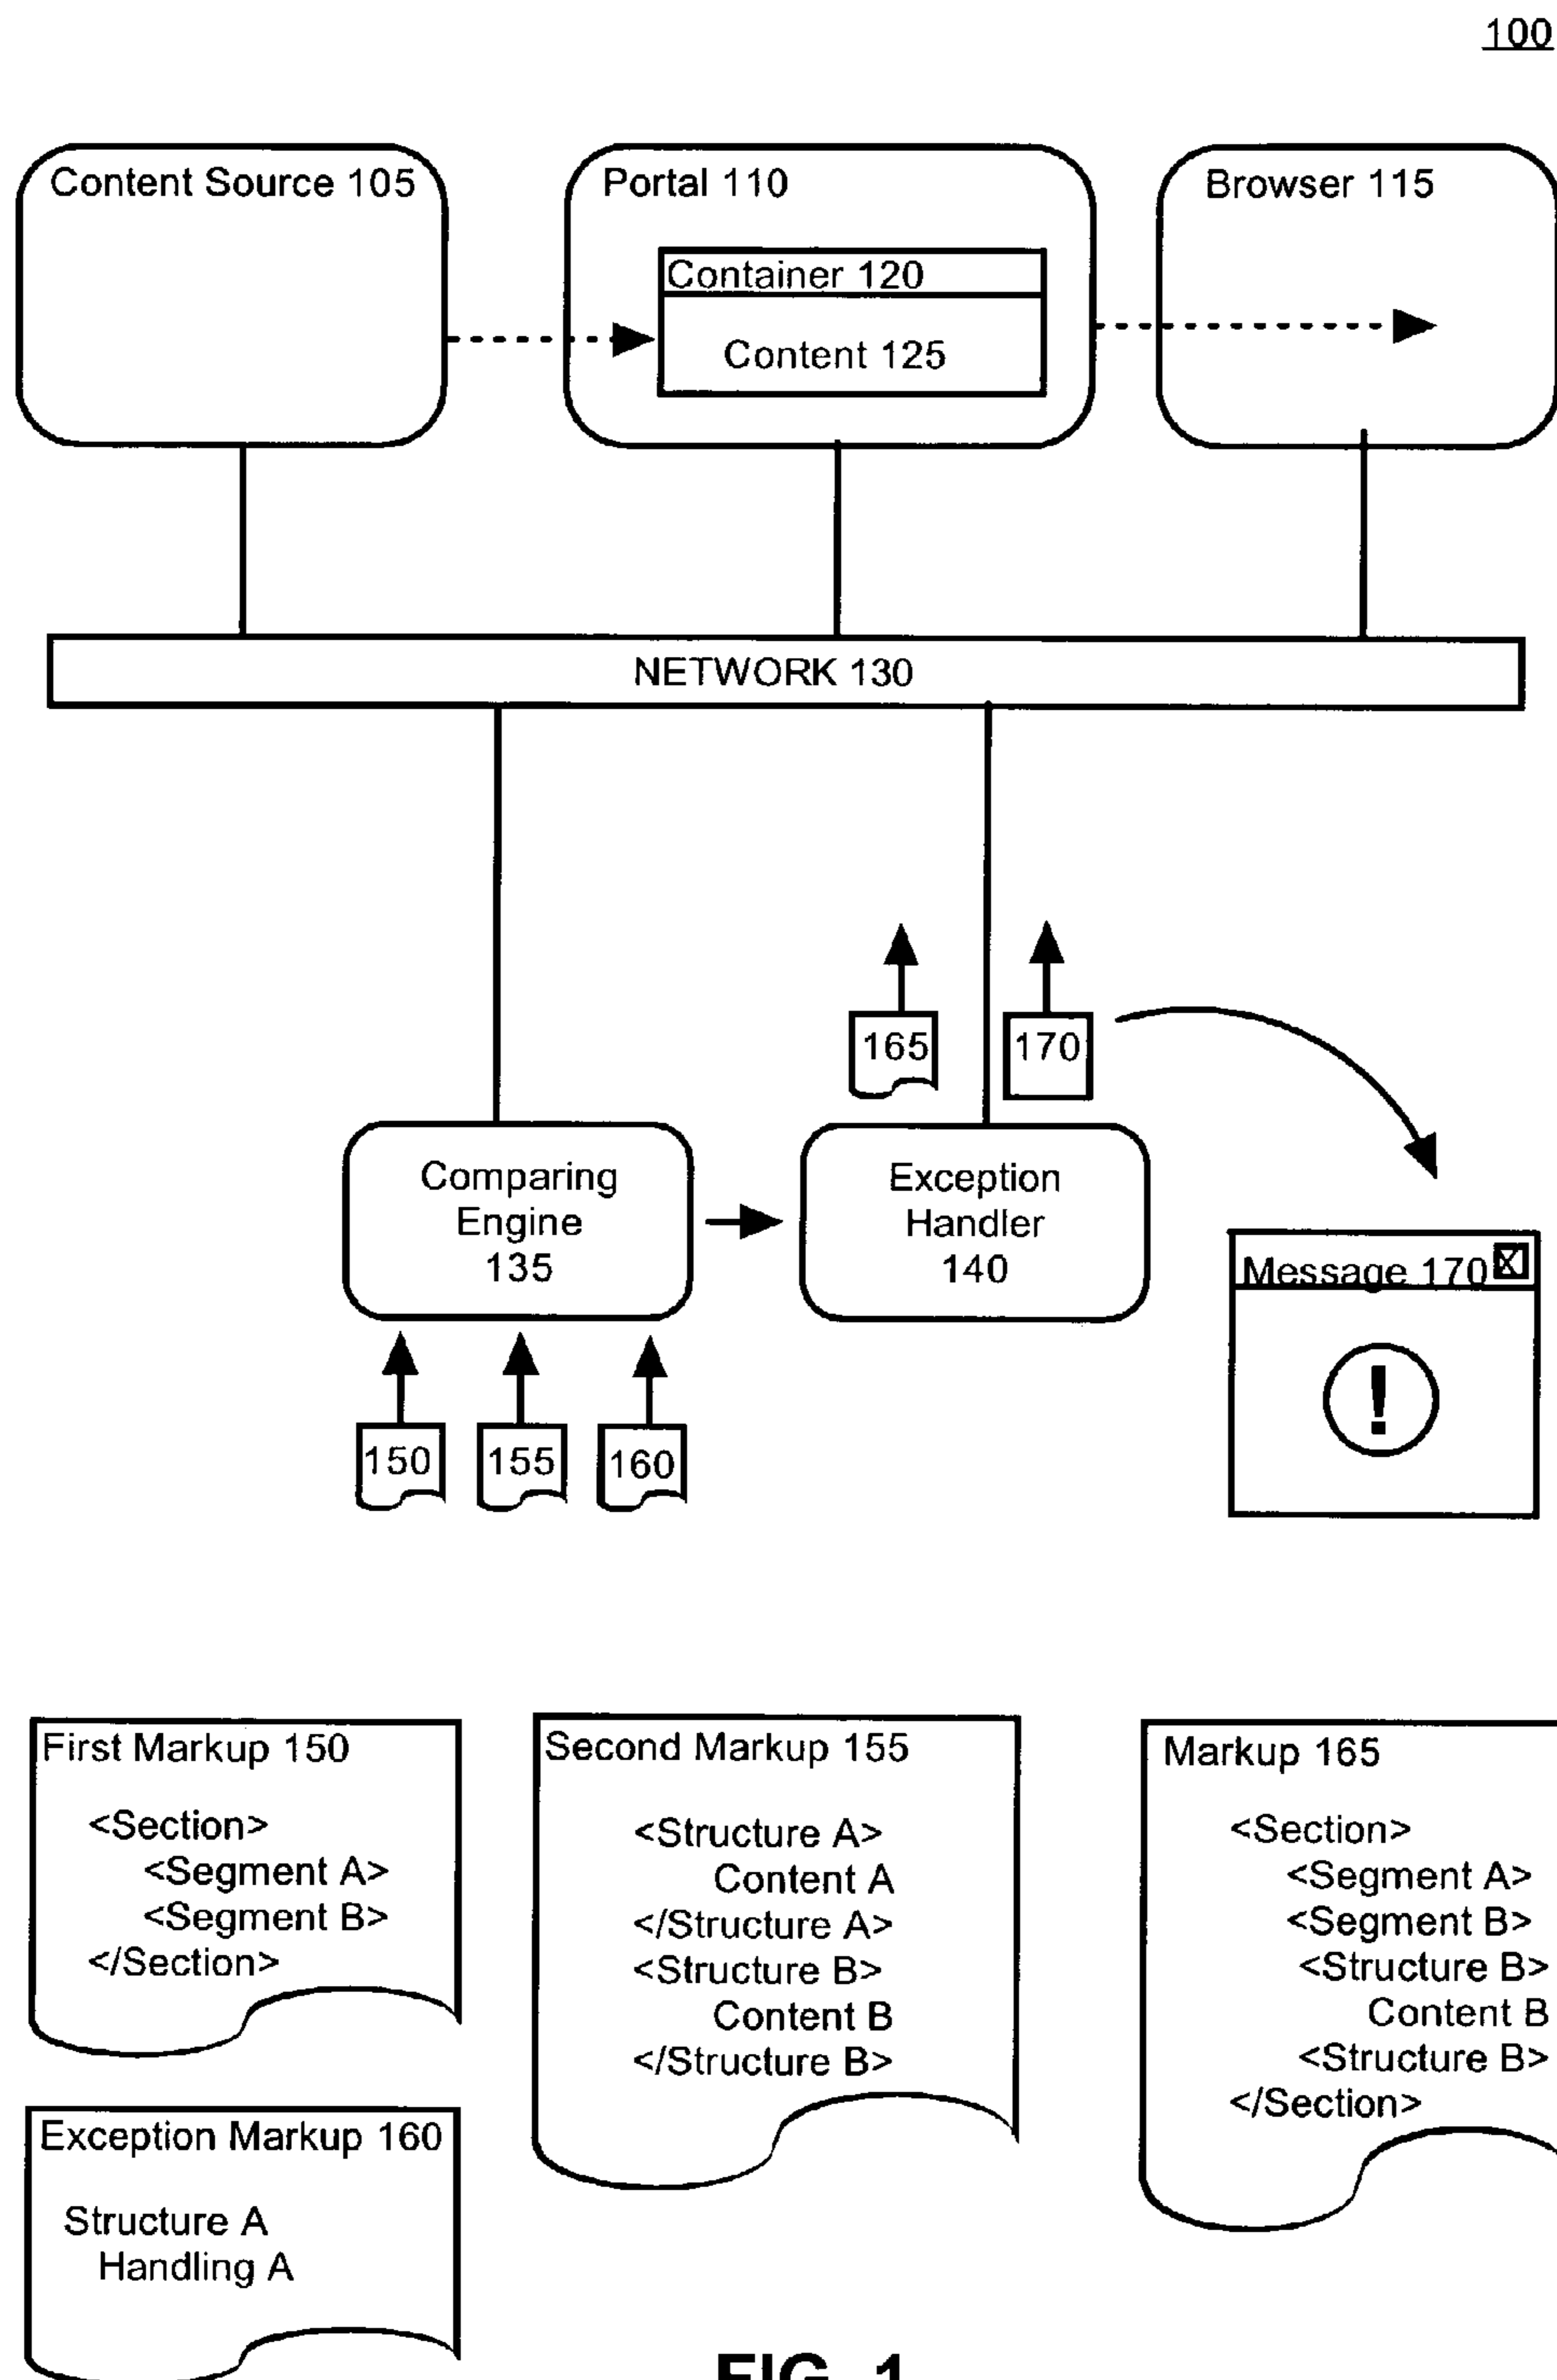 100
Content Source 105
Portal 110
Browser 115
Container 120
Content 125
NETWORK 130
165
170
Comparing
Engine
135
Exception
Handler
140
Message 170
!
150
155
160
First Markup 150
<Section>
<Segment A>
<Segment B>
</Section>
Second Markup 155
<Structure A>
Content A
</Structure A>
<Structure B>
Content B
</Structure B>
Markup 165
<Section>
<Segment A>
<Segment B>
<Structure B>
Content B
<Structure B>
</Section>
Exception Markup 160
Structure A
Handling A
FIG. 1